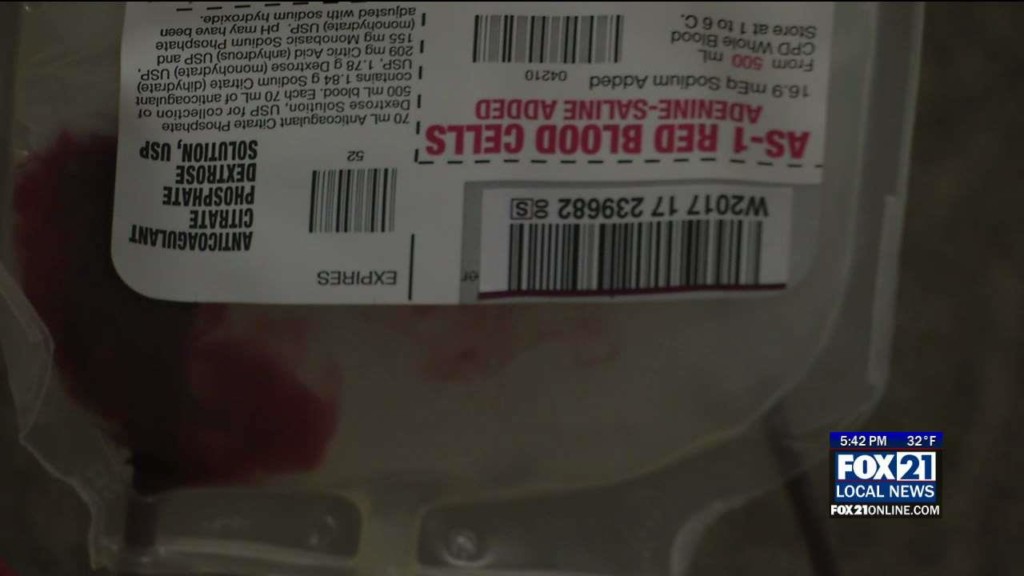 W2017 17 239682 00 S
AS-1 RED BLOOD CELLS
ADENINE-SALINE ADDED
16.9 mEq Sodium Added
04210
From 500 mL
CPD Whole Blood
Store at 1 to 6 C.
EXPIRES
52
ANTICOAGULANT
CITRATE
PHOSPHATE
DEXTROSE
SOLUTION, USP
70 mL Anticoagulant Citrate Phosphate
Dextrose Solution, USP for collection of
500 mL blood. Each 70 mL of anticoagulant
contains 1.84 g Sodium Citrate (dihydrate)
USP, 1.78 g Dextrose (monohydrate) USP,
209 mg Citric Acid (anhydrous) USP and
155 mg Monobasic Sodium Phosphate
(monohydrate) USP. pH may have been
adjusted with sodium hydroxide.
5:42 PM 32°F
FOX 21
LOCAL NEWS
FOX21ONLINE.COM